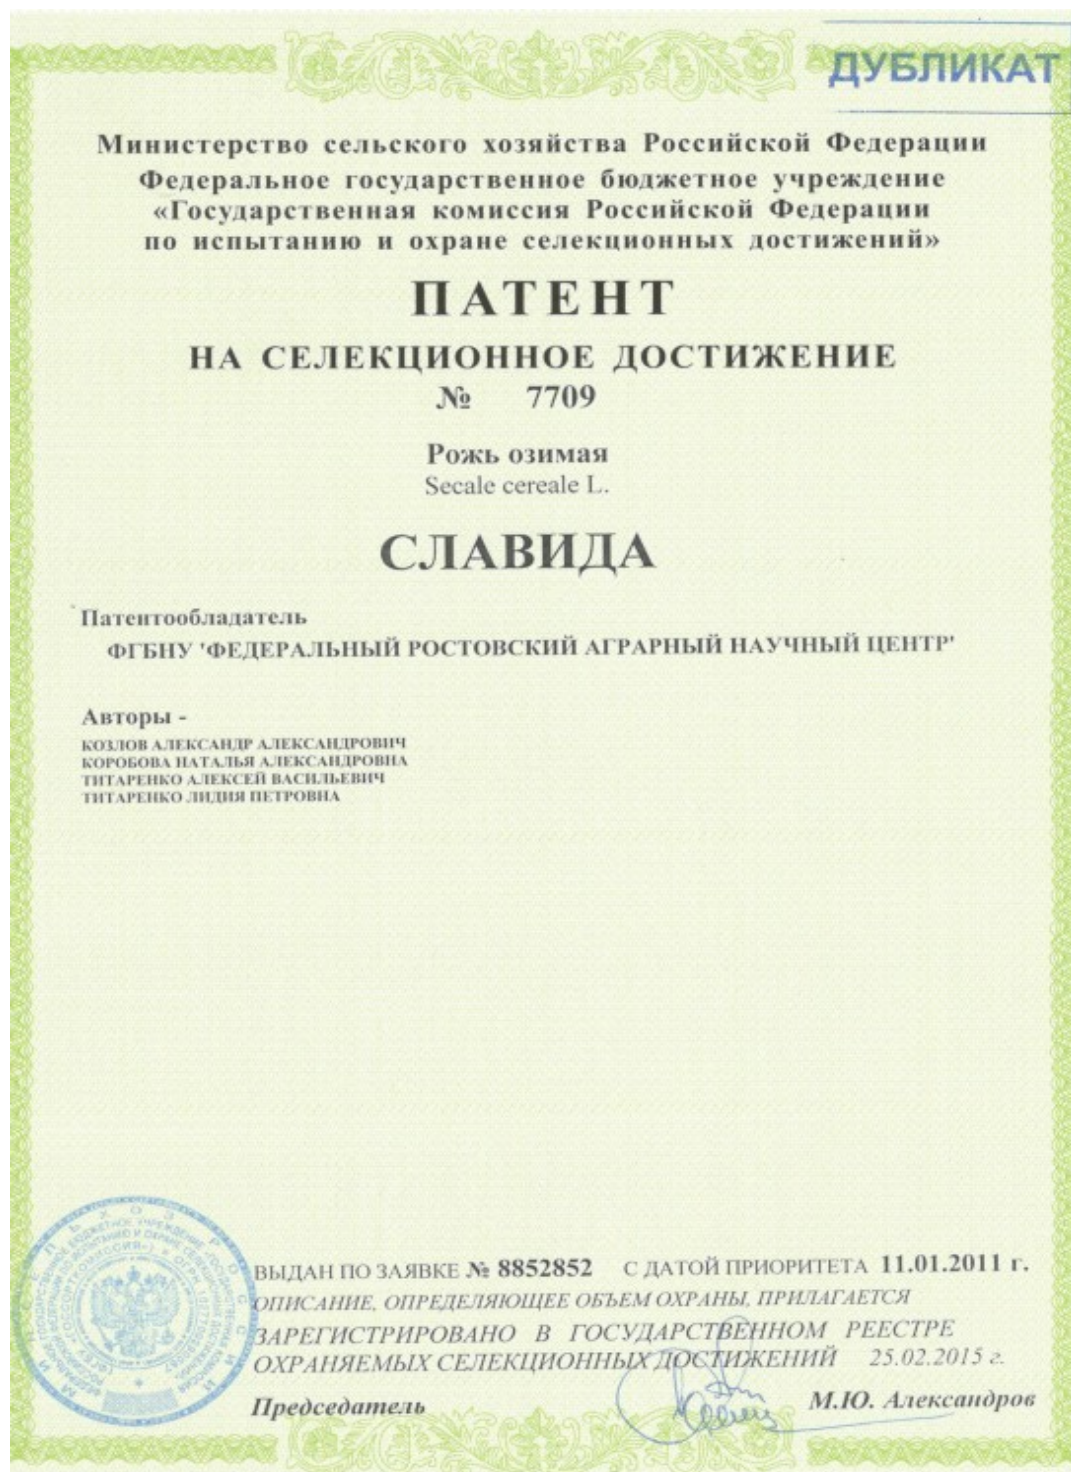 ДУБЛИКАТ
Министерство сельского хозяйства Российской Федерации
Федеральное государственное бюджетное учреждение
«Государственная комиссия Российской Федерации
по испытанию и охране селекционных достижений»
ПАТЕНТ
НА СЕЛЕКЦИОННОЕ ДОСТИЖЕНИЕ
№ 7709
Рожь озимая
Secale cereale L.
СЛАВИДА
Патентообладатель
ФГБНУ 'ФЕДЕРАЛЬНЫЙ РОСТОВСКИЙ АГРАРНЫЙ НАУЧНЫЙ ЦЕНТР'
Авторы -
КОЗЛОВ АЛЕКСАНДР АЛЕКСАНДРОВИЧ
КОРОБОВА НАТАЛЬЯ АЛЕКСАНДРОВНА
ТИТАРЕНКО АЛЕКСЕЙ ВАСИЛЬЕВИЧ
ТИТАРЕНКО ЛИДИЯ ПЕТРОВНА
ВЫДАН ПО ЗАЯВКЕ № 8852852 С ДАТОЙ ПРИОРИТЕТА 11.01.2011 г.
ОПИСАНИЕ, ОПРЕДЕЛЯЮЩЕЕ ОБЪЕМ ОХРАНЫ, ПРИЛАГАЕТСЯ
ЗАРЕГИСТРИРОВАНО В ГОСУДАРСТВЕННОМ РЕЕСТРЕ
ОХРАНЯЕМЫХ СЕЛЕКЦИОННЫХ ДОСТИЖЕНИЙ 25.02.2015 г.
Председатель М.Ю. Александров